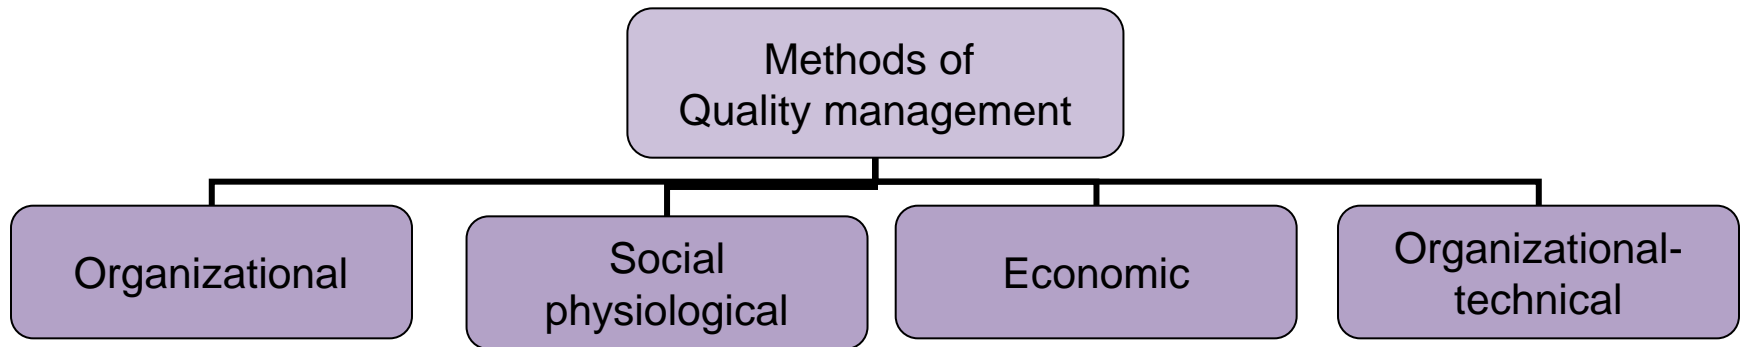 Methods of
Quality management
Organizational
Social
physiological
Economic
Organizational-
technical